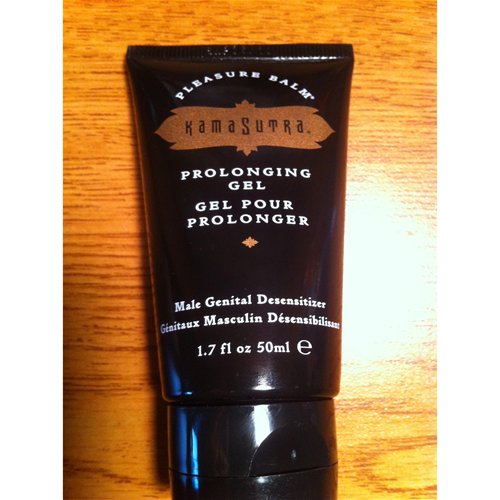 PLEASURE BALM®
KAMASUTRA®
PROLONGING
GEL
GEL POUR
PROLONGER
Male Genital Desensitizer
Génitaux Masculin Désensibilisant
1.7 fl oz 50ml ℮